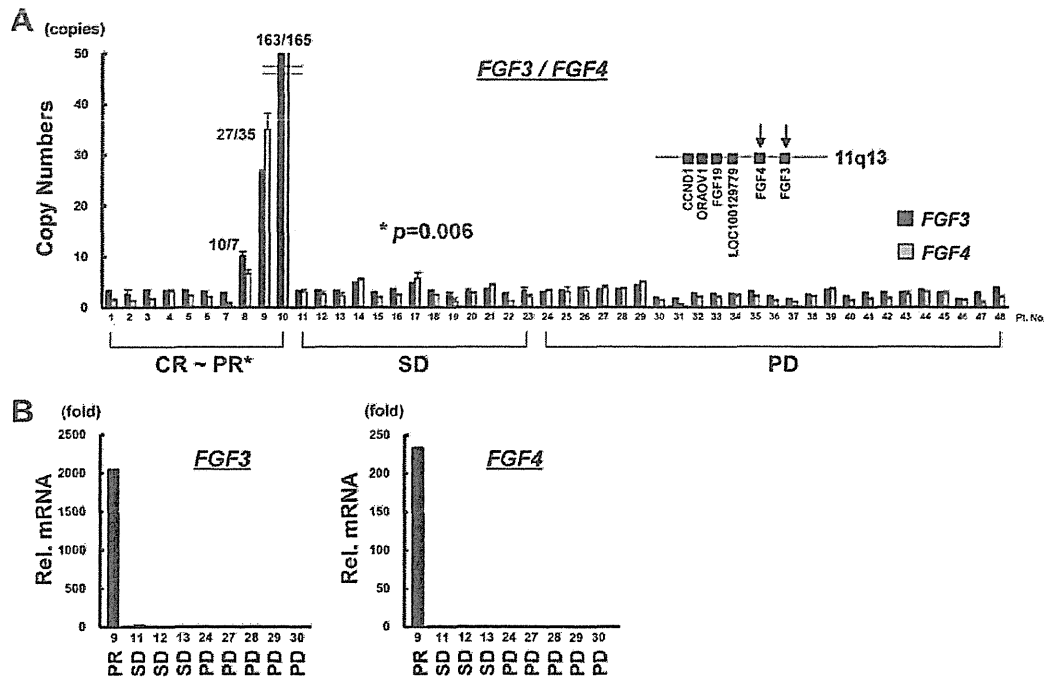 A
(copies)
163/165
50
40
30
20
10
0
Copy Numbers
27/35
10/7
FGF3 / FGF4
* p=0.006
11q13
CCND1
ORAOV1
FGF19
LOC100129779
FGF4
FGF3
FGF3
FGF4
1 2 3 4 5 6 7 8 9 10 11 12 13 14 15 16 17 18 19 20 21 22 23 24 25 26 27 28 29 30 31 32 33 34 35 36 37 38 39 40 41 42 43 44 45 46 47 48 Pt. No.
CR ~ PR* SD PD
B
(fold)
2500
2000
1500
1000
500
0
Rel. mRNA
FGF3
9 11 12 13 24 27 28 29 30
PR SD SD SD PD PD PD PD PD
(fold)
250
200
150
100
50
0
Rel. mRNA
FGF4
9 11 12 13 24 27 28 29 30
PR SD SD SD PD PD PD PD PD